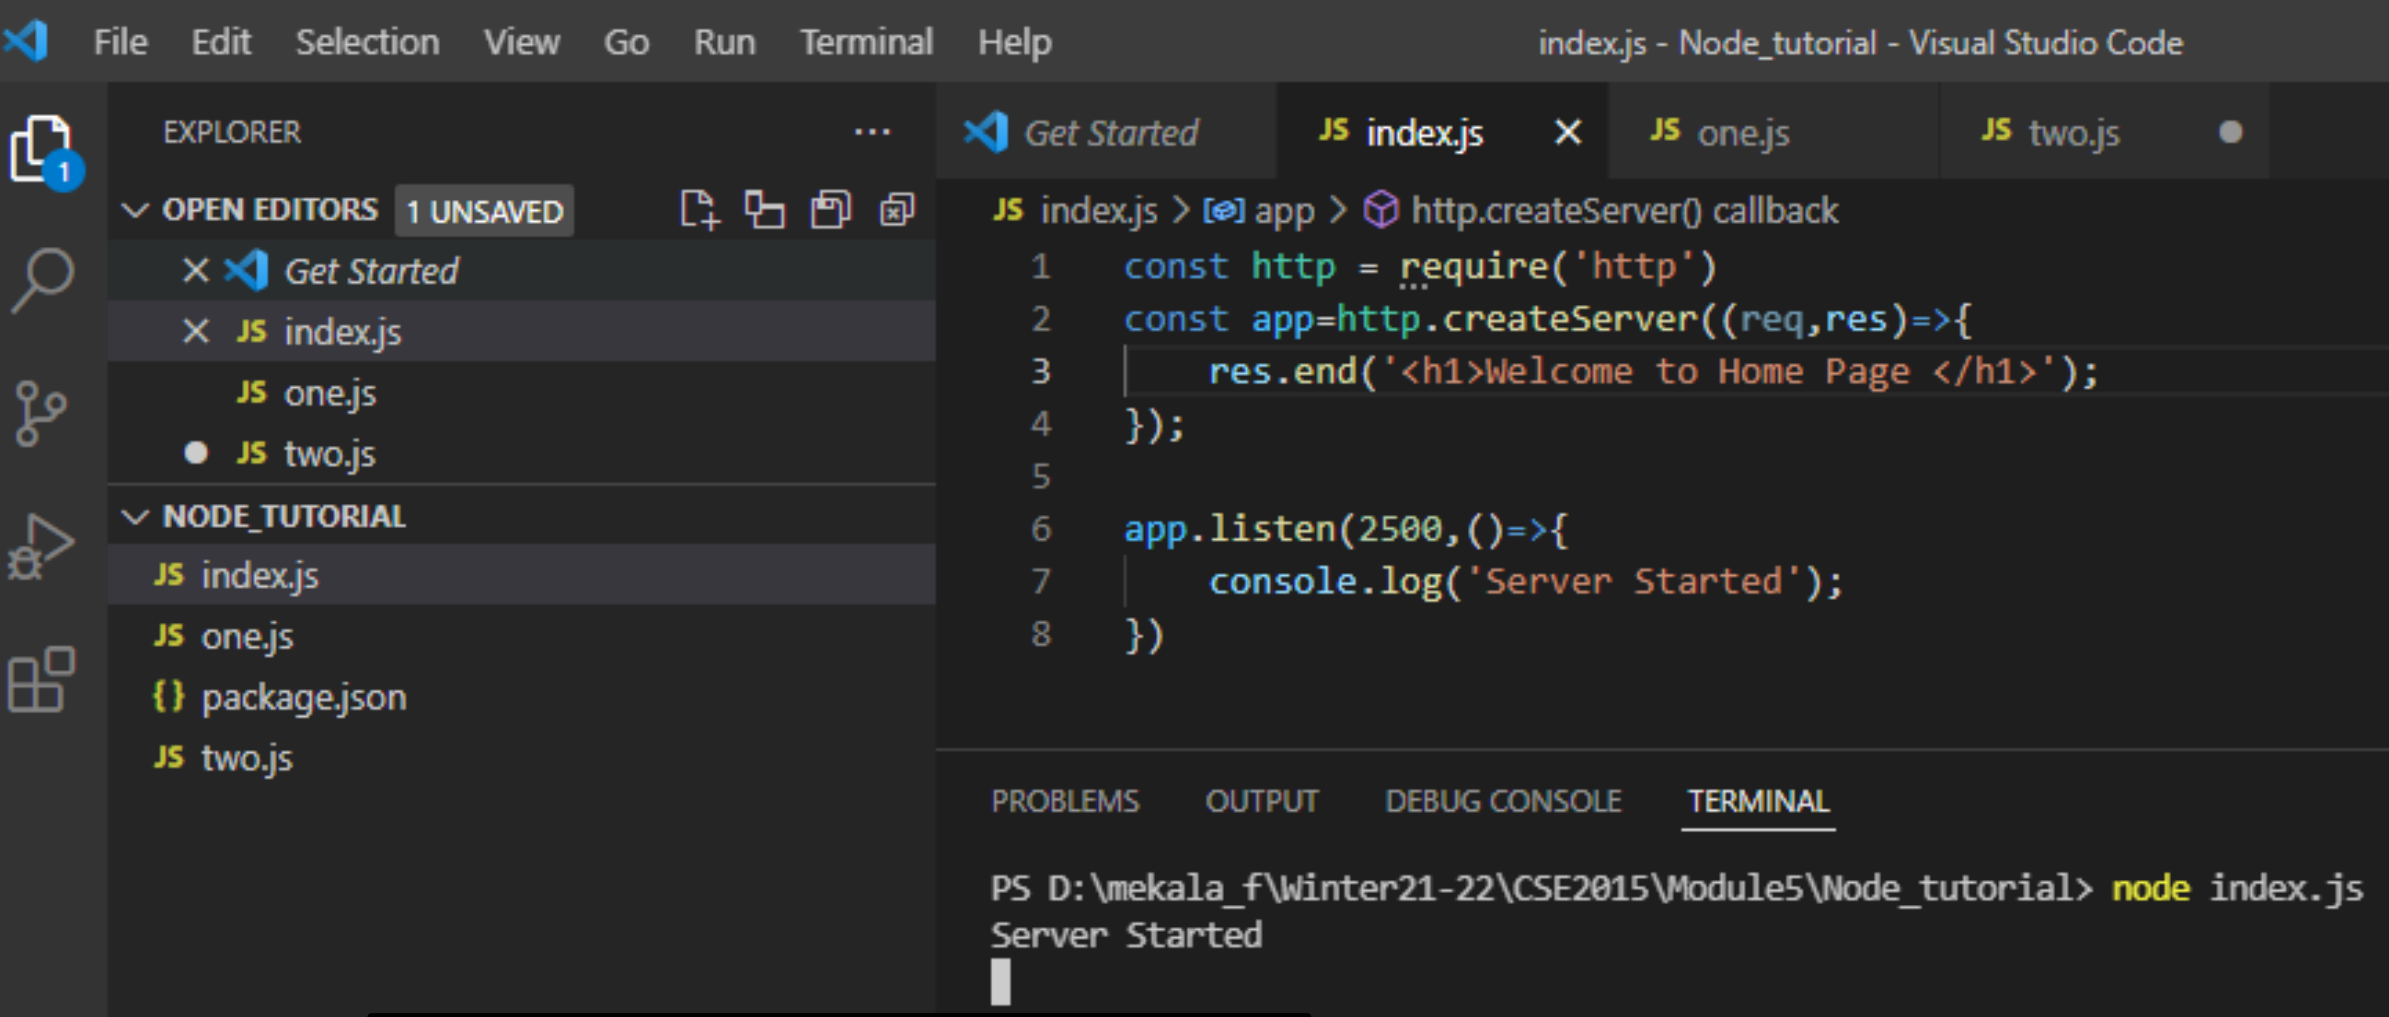 File Edit Selection View Go Run Terminal Help index.js - Node_tutorial - Visual Studio Code
1
EXPLORER ...
OPEN EDITORS 1 UNSAVED
Get Started
JS index.js
JS one.js
JS two.js
NODE_TUTORIAL
JS index.js
JS one.js
{} package.json
JS two.js
Get Started JS index.js JS one.js JS two.js
JS index.js > app > http.createServer() callback
1 const http = require('http')
2 const app=http.createServer((req,res)=>{
3 res.end('<h1>Welcome to Home Page </h1>');
4 });
5
6 app.listen(2500,()=>{
7 console.log('Server Started');
8 })
PROBLEMS OUTPUT DEBUG CONSOLE TERMINAL
PS D:\mekala_f\Winter21-22\CSE2015\Module5\Node_tutorial> node index.js
Server Started